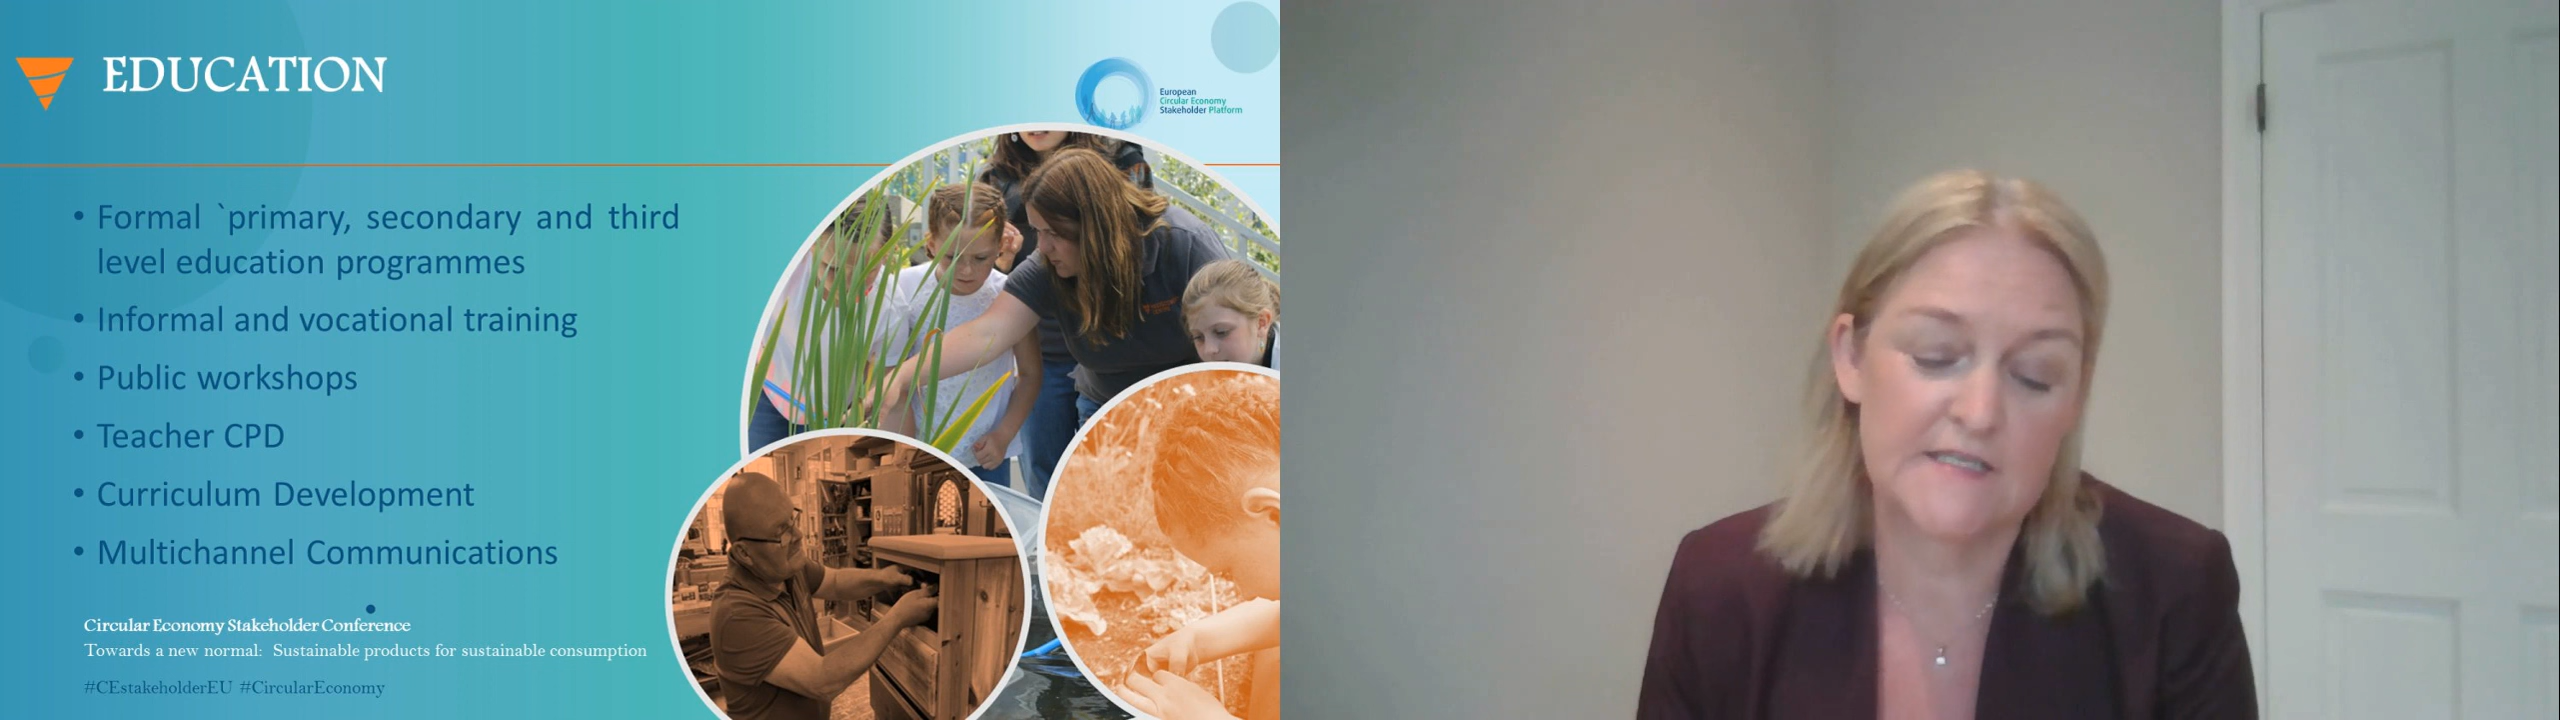 EDUCATION
European
Circular Economy
Stakeholder Platform
• Formal `primary, secondary and third
level education programmes
• Informal and vocational training
• Public workshops
• Teacher CPD
• Curriculum Development
• Multichannel Communications
•
Circular Economy Stakeholder Conference
Towards a new normal: Sustainable products for sustainable consumption
#CEstakeholderEU #CircularEconomy